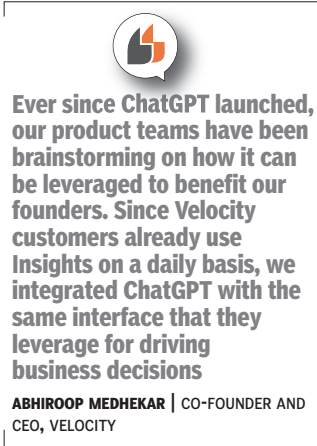 Ever since ChatGPT launched,
our product teams have been
brainstorming on how it can
be leveraged to benefit our
founders. Since Velocity
customers already use
Insights on a daily basis, we
integrated ChatGPT with the
same interface that they
leverage for driving
business decisions
ABHIROOP MEDHEKAR | CO-FOUNDER AND
CEO, VELOCITY